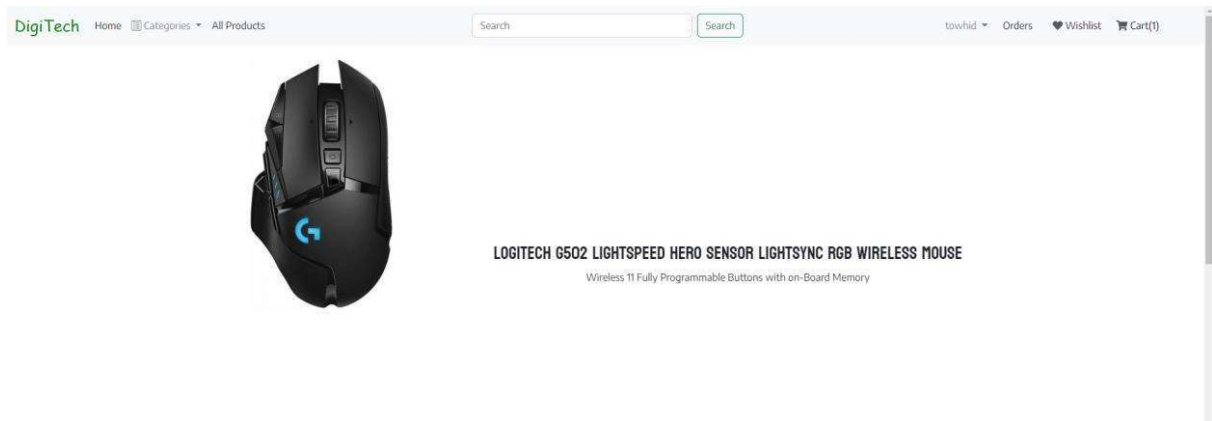 DigiTech Home Categories All Products Search Search towhid Orders Wishlist Cart(1)
LOGITECH G502 LIGHTSPEED HERO SENSOR LIGHTSYNC RGB WIRELESS MOUSE
Wireless 11 Fully Programmable Buttons with on-Board Memory